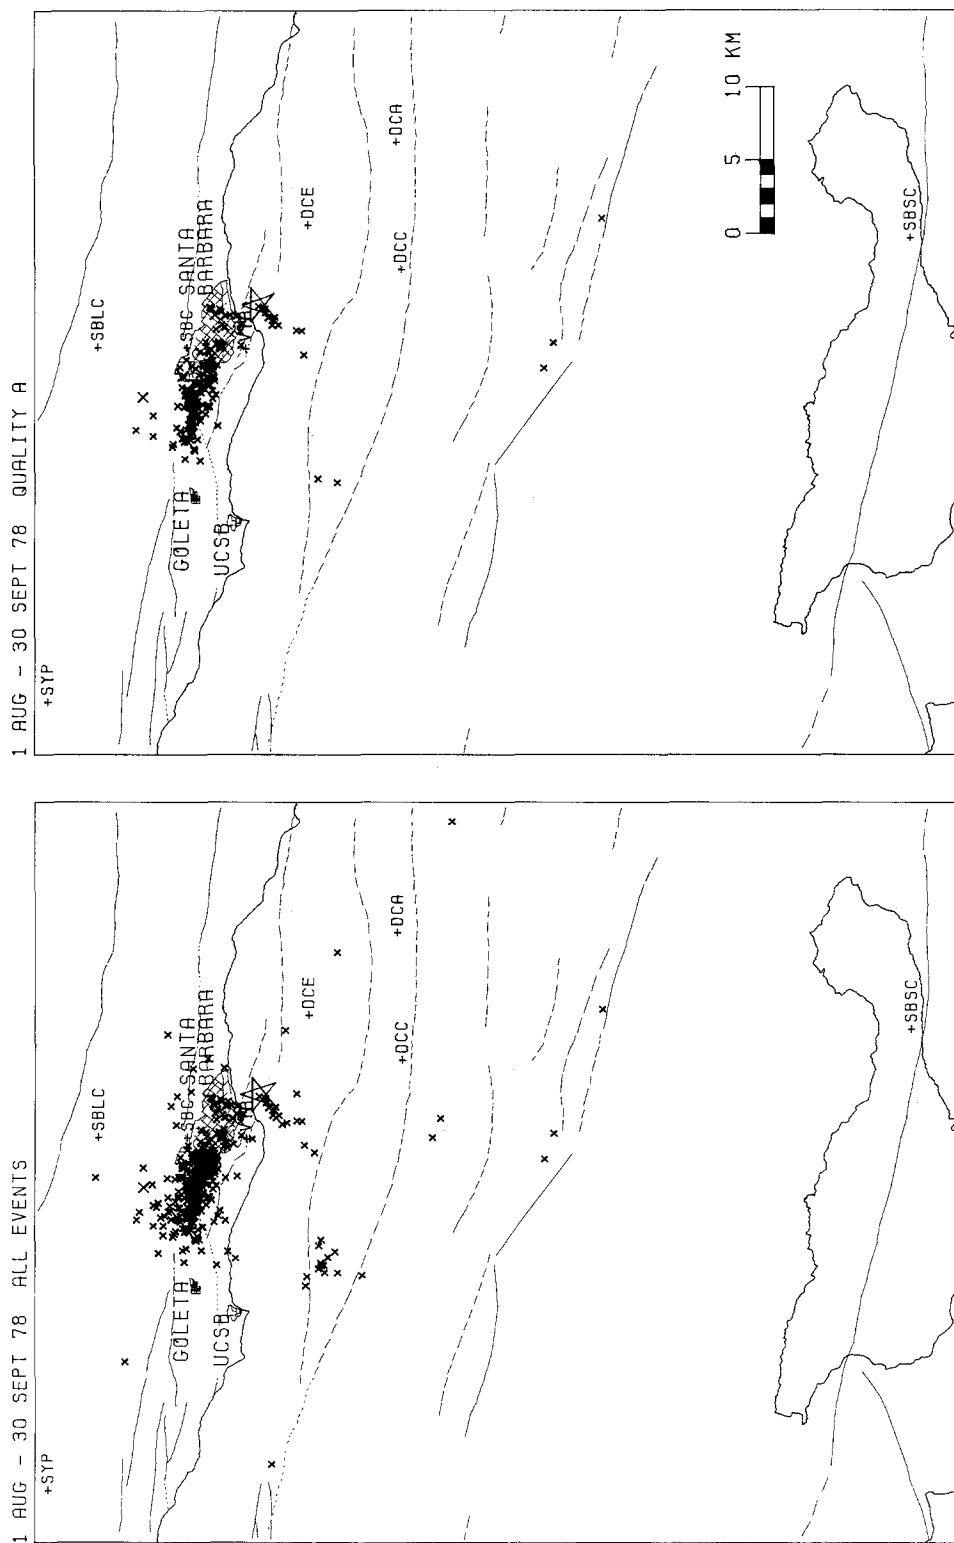 1 AUG - 30 SEPT 78 ALL EVENTS
+SYP
+SBLC
GOLETA
UCSB
+SBC SANTA
BARBARA
+DCE
+DCC
+DCA
+SBSC
1 AUG - 30 SEPT 78 QUALITY A
+SYP
+SBLC
GOLETA
UCSB
+SBC SANTA
BARBARA
+DCE
+DCC
+DCA
0 5 10 KM
+SBSC